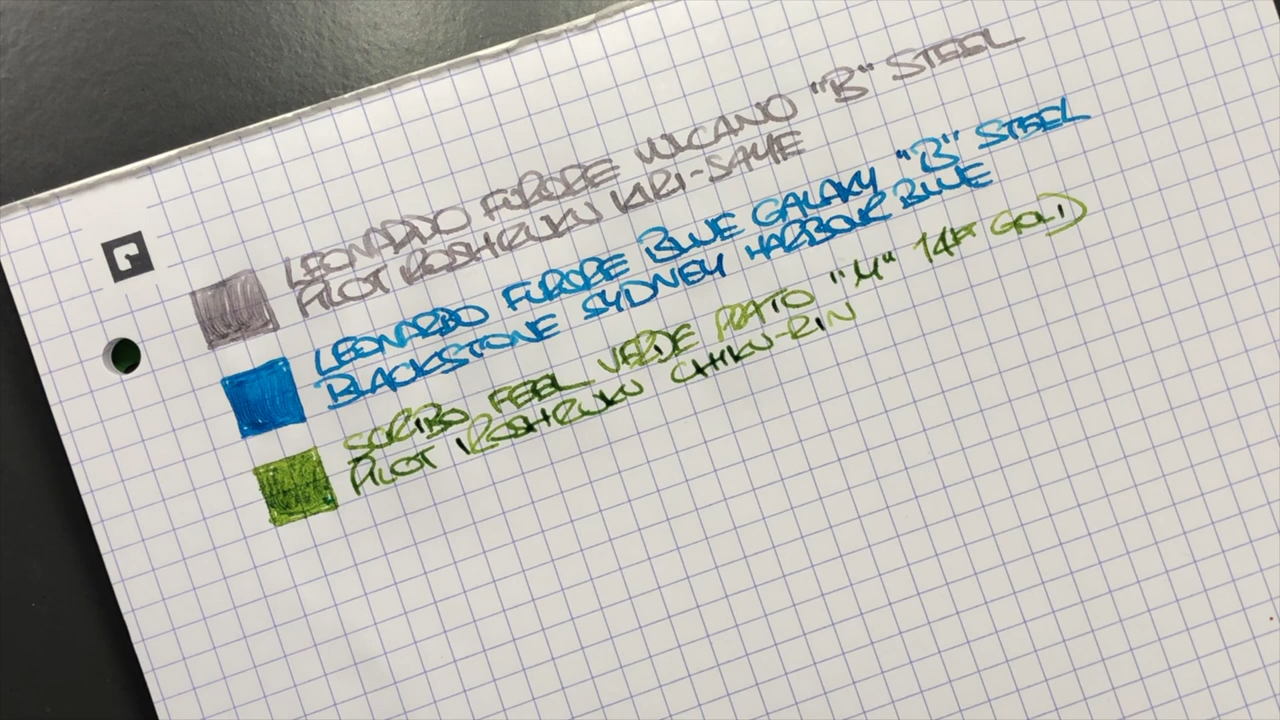 LEONARDO FURORE VULCANO "B" STEEL
PILOT IROSHIZUKU KIRI-SAME
LEONARDO FURORE BLUE GALAXY "B" STEEL
BLACKSTONE SYDNEY HARBOUR BLUE
SCRIBO FEEL VERDE PRATO "M" 14KT GOLD
PILOT IROSHIZUKU CHIKU-RIN